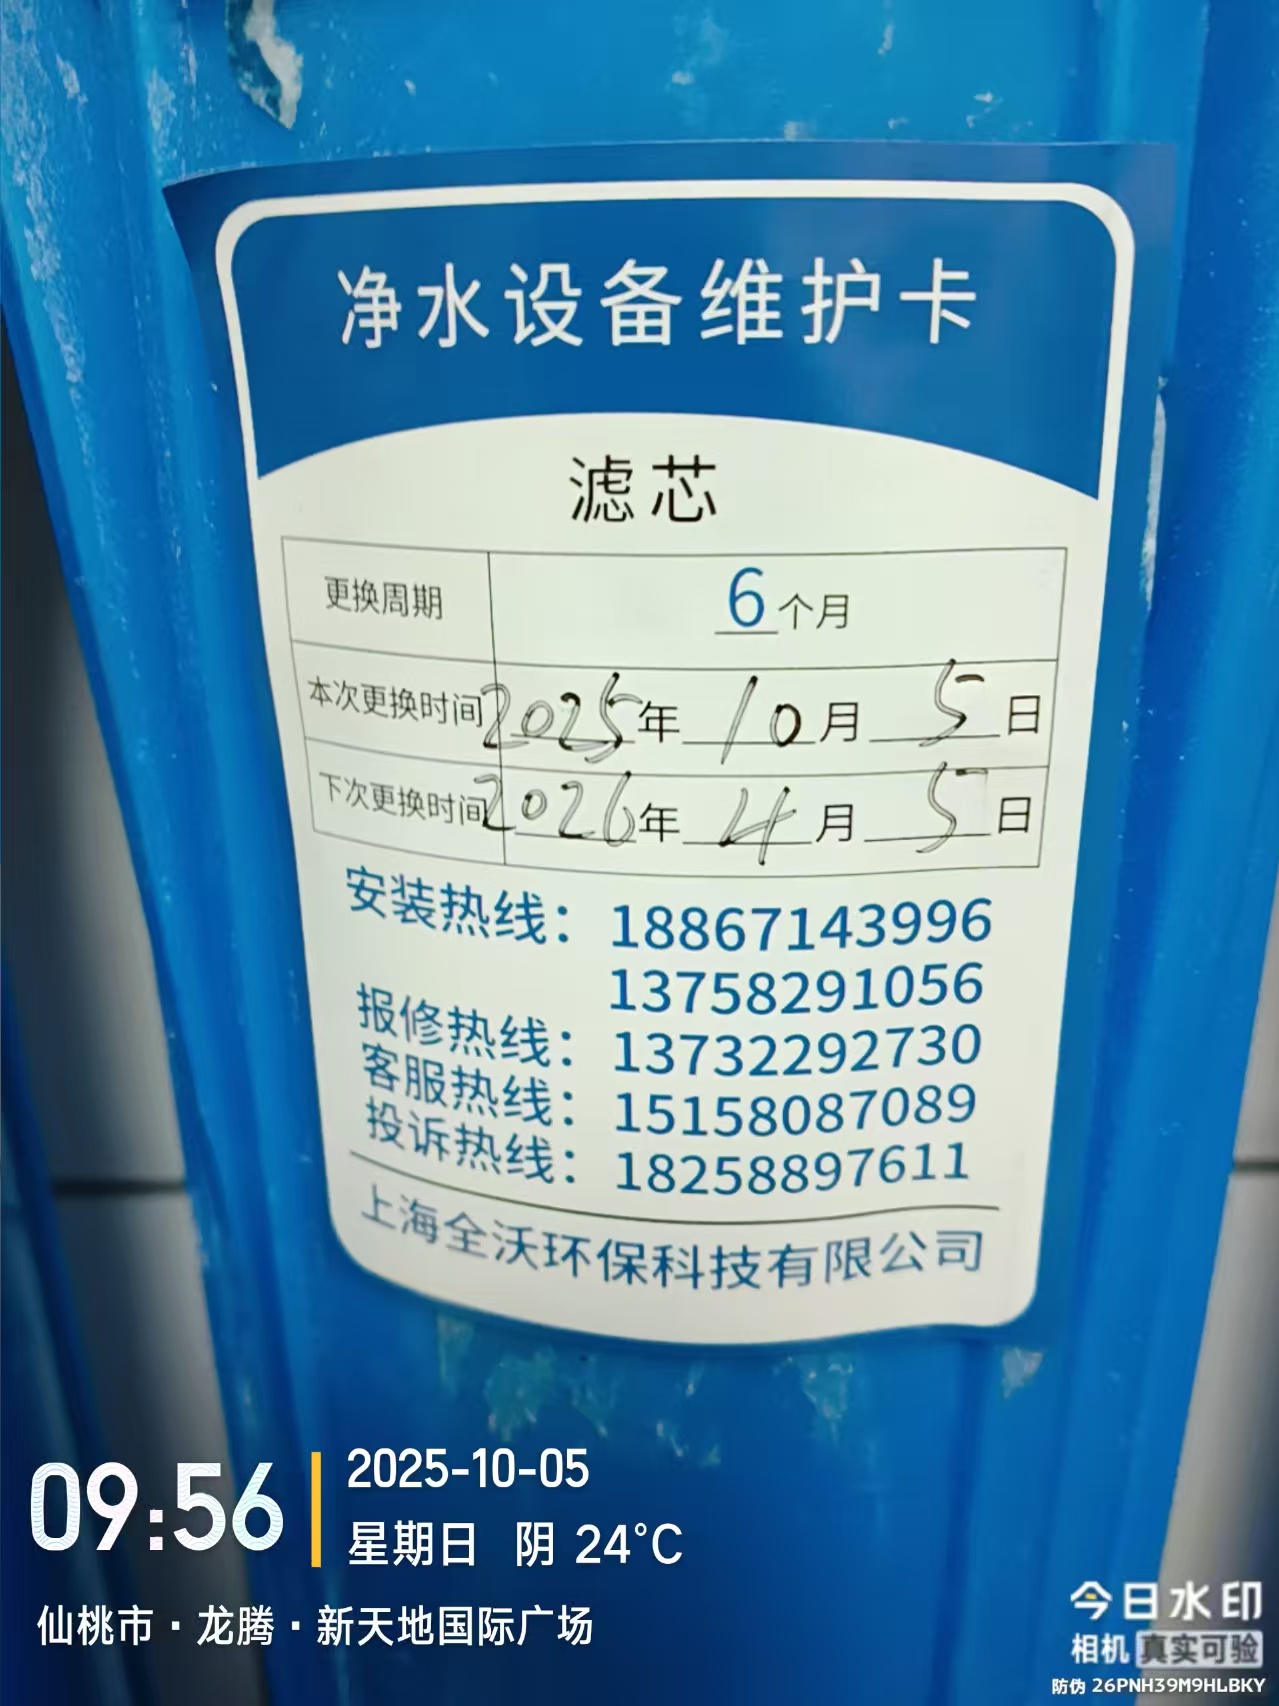 净水设备维护卡
滤芯
更换周期 6个月
本次更换时间 2025年10月5日
下次更换时间 2026年4月5日
安装热线：18867143996
13758291056
报修热线：13732292730
客服热线：15158087089
投诉热线：18258897611
上海全沃环保科技有限公司
09:56
2025-10-05
星期日 阴 24°C
仙桃市·龙腾·新天地国际广场
今日水印
相机 真实可验
防伪 26PNH39M9HLBKY